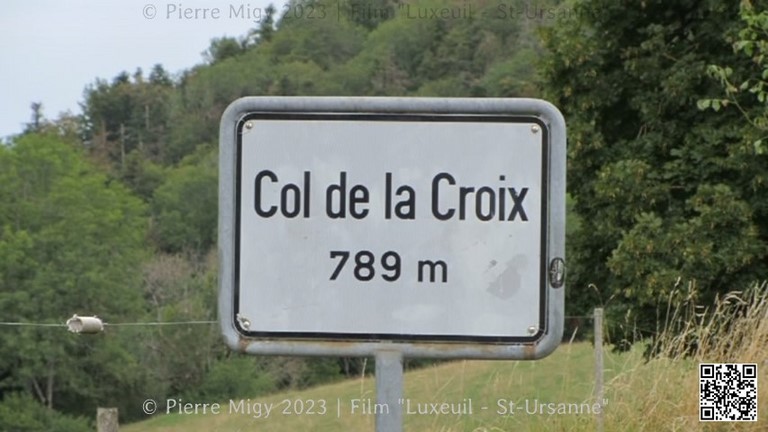 © Pierre Migy 2023 | Film "Luxeuil - St-Ursanne"
Col de la Croix
789 m
© Pierre Migy 2023 | Film "Luxeuil - St-Ursanne"